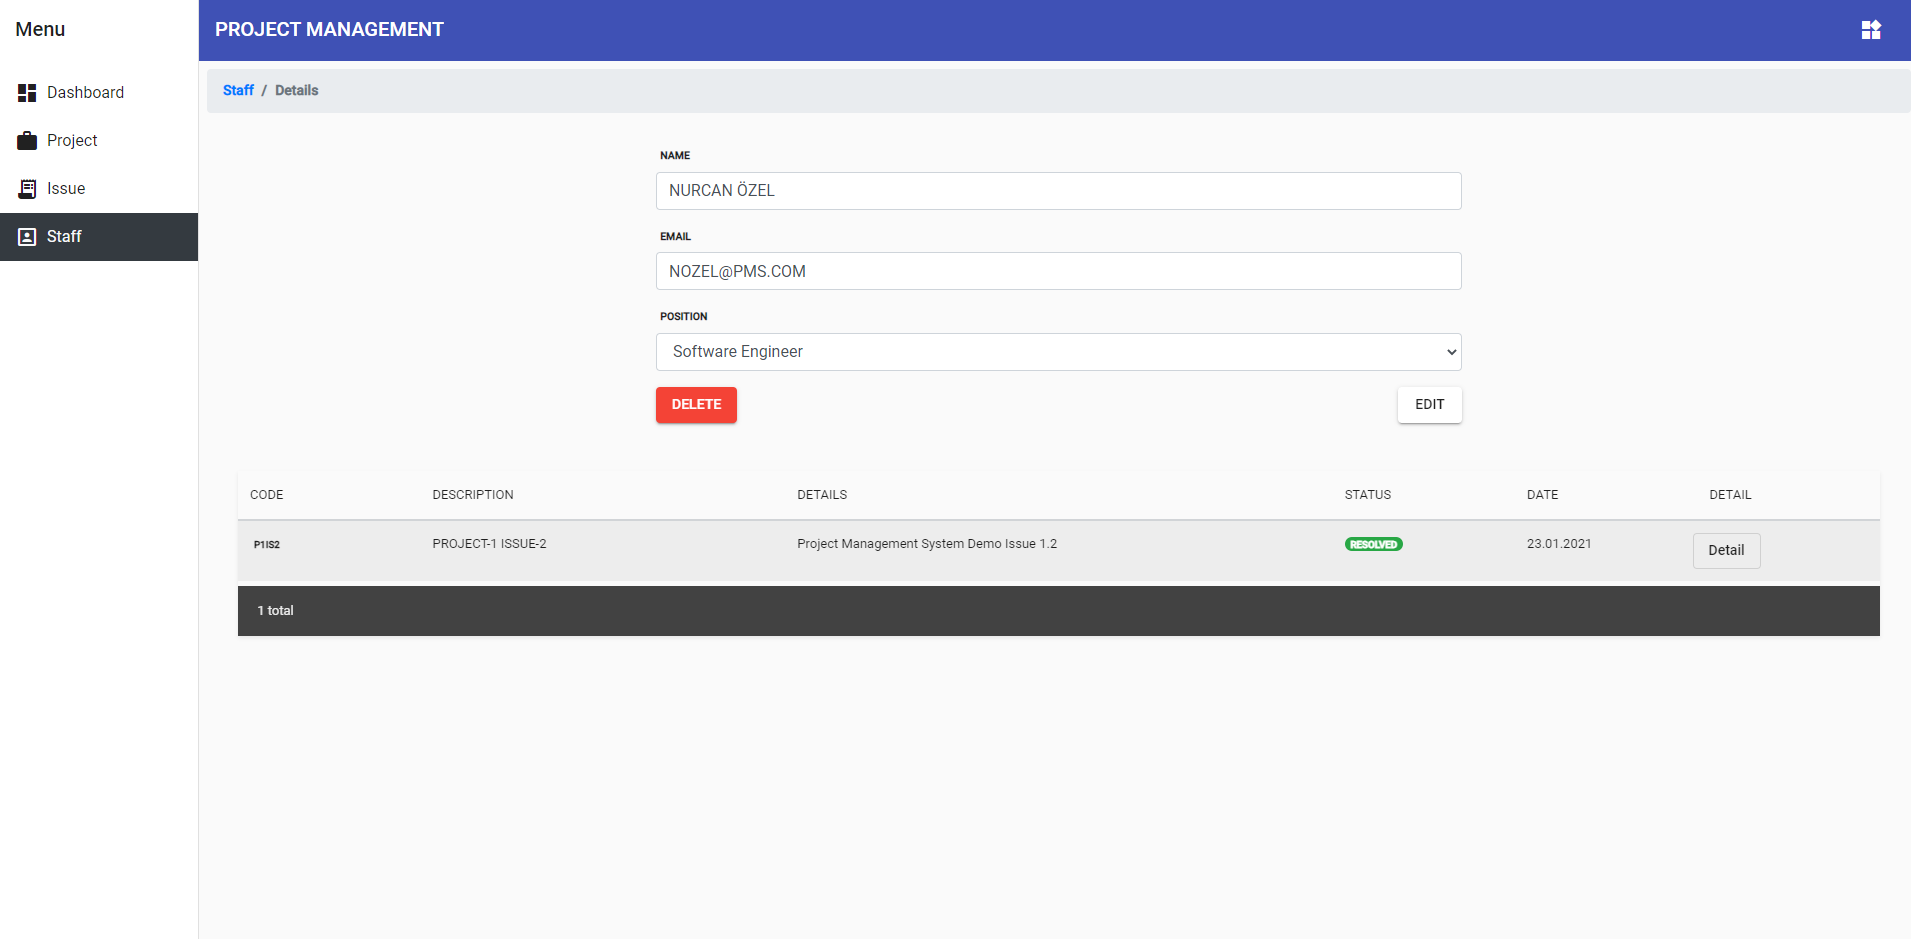 Menu
PROJECT MANAGEMENT
Dashboard
Project
Issue
Staff
Staff / Details
NAME
NURCAN ÖZEL
EMAIL
NOZEL@PMS.COM
POSITION
Software Engineer
DELETE
EDIT
CODE DESCRIPTION DETAILS STATUS DATE DETAIL
P1IS2 PROJECT-1 ISSUE-2 Project Management System Demo Issue 1.2 RESOLVED 23.01.2021 Detail
1 total